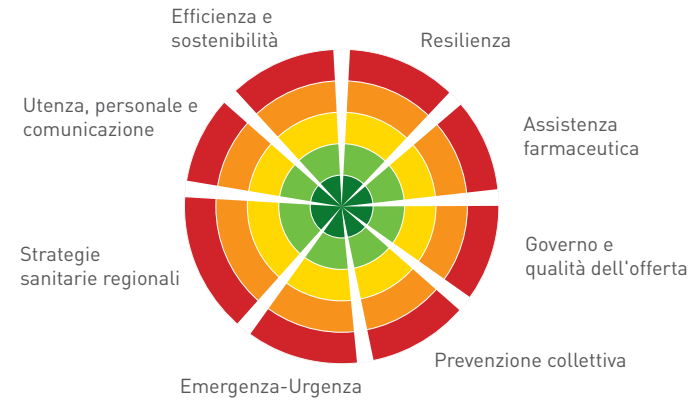 Efficienza e
sostenibilità
Resilienza
Utenza, personale e
comunicazione
Assistenza
farmaceutica
Strategie
sanitarie regionali
Governo e
qualità dell'offerta
Prevenzione collettiva
Emergenza-Urgenza